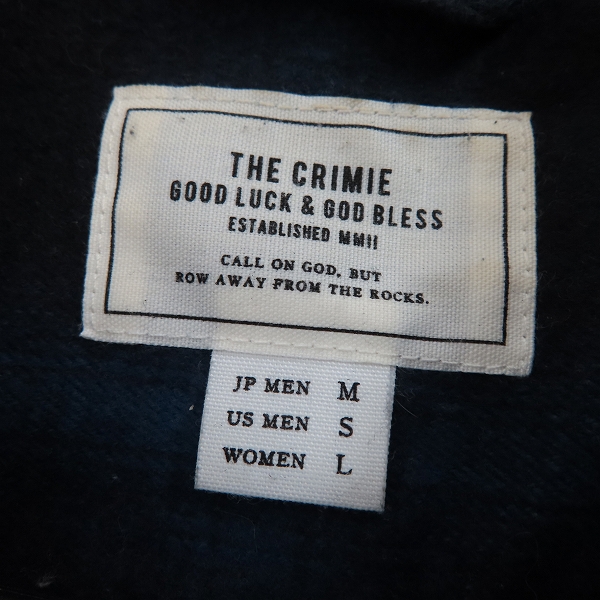 THE CRIMIE
GOOD LUCK & GOD BLESS
ESTABLISHED MMII
CALL ON GOD, BUT
ROW AWAY FROM THE ROCKS.
JP MEN M
US MEN S
WOMEN L